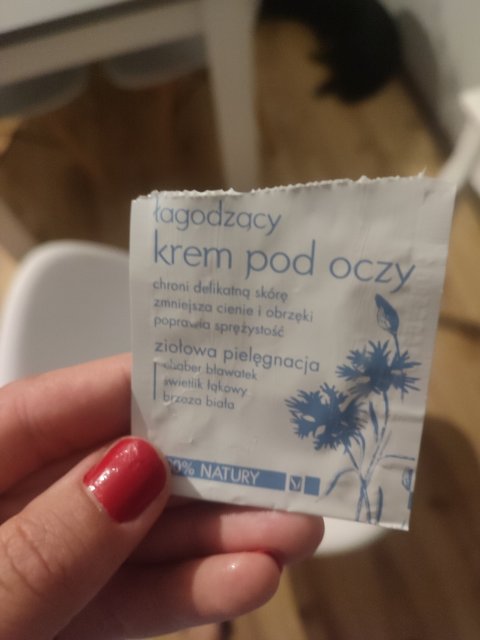 łagodzący
krem pod oczy
chroni delikatną skórę
zmniejsza cienie i obrzęki
poprawia sprężystość
ziołowa pielęgnacja
chaber bławatek
świetlik łąkowy
brzoza biała
00% NATURY